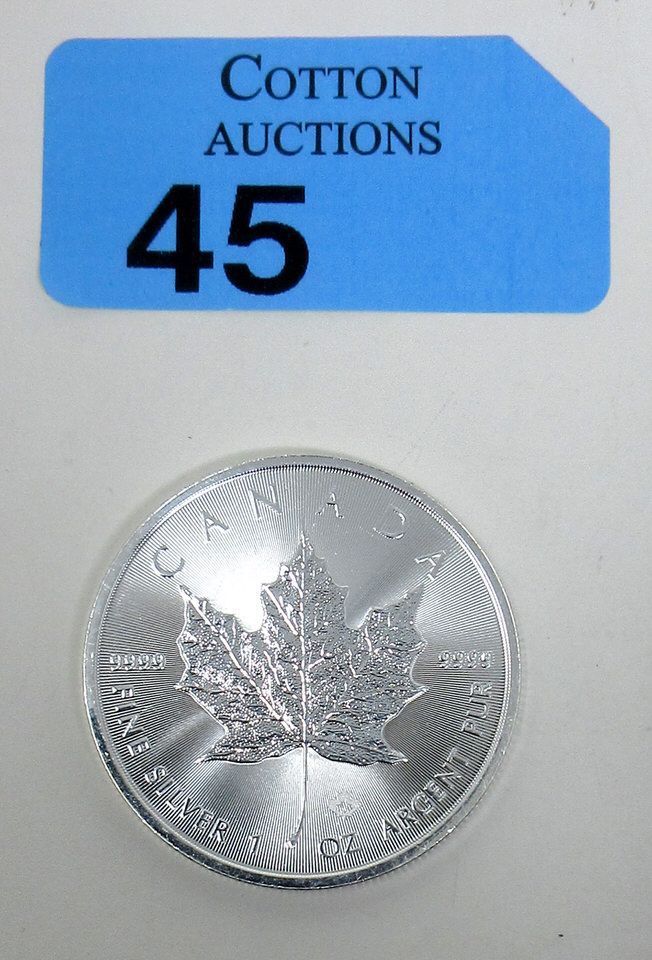 COTTON
AUCTIONS
45
CANADA
9999 9999
FINE SILVER 1 OZ ARGENT PUR